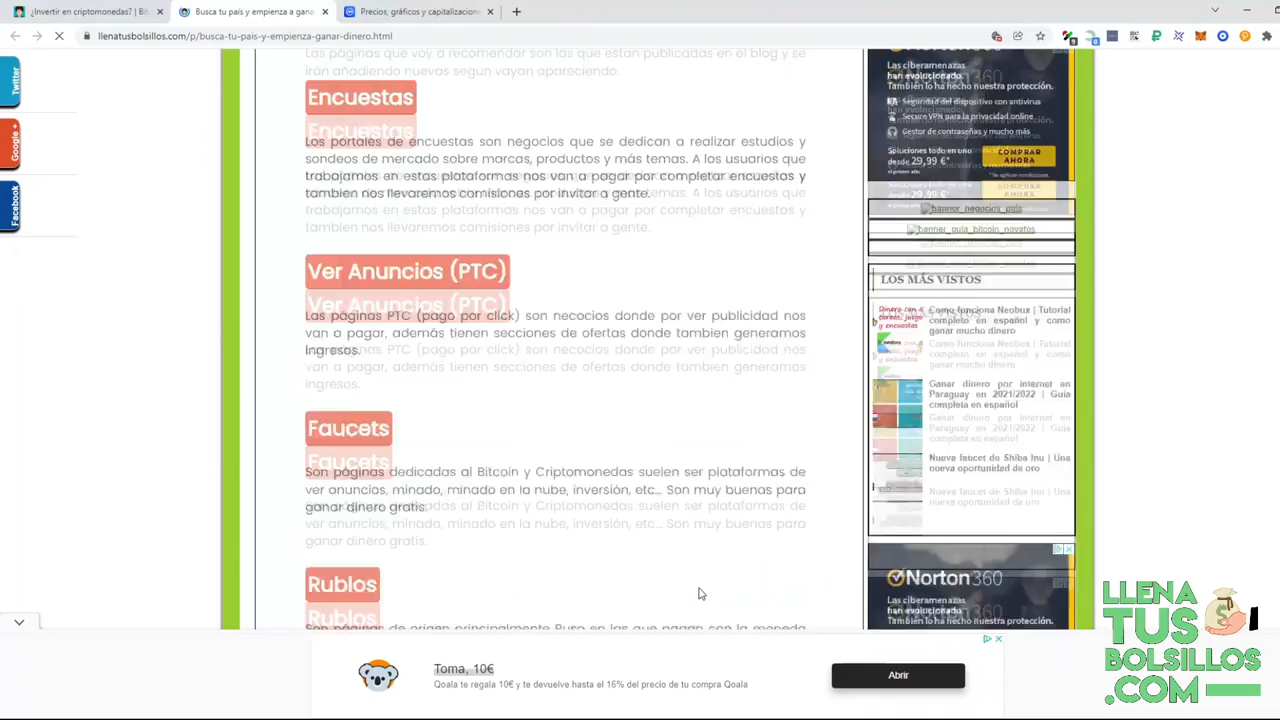 ¿Invertir en criptomonedas? | Bit
Busca tu país y empienza a gana
Precios, gráficos y capitalizacione
llenatusbolsillos.com/p/busca-tu-pais-y-empienza-ganar-dinero.html
Twitter
Google +
Facebook
Las páginas que voy a recomendar son las que estan publicadas en el blog y se
irán añadiendo nuevas segun vayan apareciendo.
Encuestas
Los portales de encuestas son negocios que se dedican a realizar estudios y
sondeos de mercado sobre marcas, productos y más temas. A los usuarios que
trabajamos en estas plataformas nos van a pagar por completar encuestas y
tambien nos llevaremos comisiones por invitar a gente.
Ver Anuncios (PTC)
Las páginas PTC (pago por click) son necocios donde por ver publicidad nos
van a pagar, además tienen secciones de ofertas donde tambien generamos
ingresos.
Faucets
Son páginas dedicadas al Bitcoin y Criptomonedas suelen ser plataformas de
ver anuncios, minado, minado en la nube, inversión, etc... Son muy buenas para
ganar dinero gratis.
Rublos
Son páginas de origen principalmente Ruso en las que pagan con la moneda
Las ciberamenazas
han evolucionado.
También lo ha hecho nuestra protección.
Seguridad del dispositivo con antivirus
Secure VPN para la privacidad online
Gestor de contraseñas y mucho más
Soluciones todo en uno
desde 29,99 €*
el primer año
COMPRAR
AHORA
*Se aplican condiciones.
banner_negocios_guia
banner_guia_bitcoin_novatos
LOS MÁS VISTOS
Como funciona Neobux | Tutorial
completo en español y como
ganar mucho dinero
Ganar dinero por internet en
Paraguay en 2021/2022 | Guia
completa en español
Nueva faucet de Shiba Inu | Una
nueva oportunidad de oro
Norton 360
Las ciberamenazas
han evolucionado.
También lo ha hecho nuestra protección.
Toma, 10€
Qoala te regala 10€ y te devuelve hasta el 16% del precio de tu compra Qoala
Abrir
LLENA
TUS
BOLSILLOS
.COM